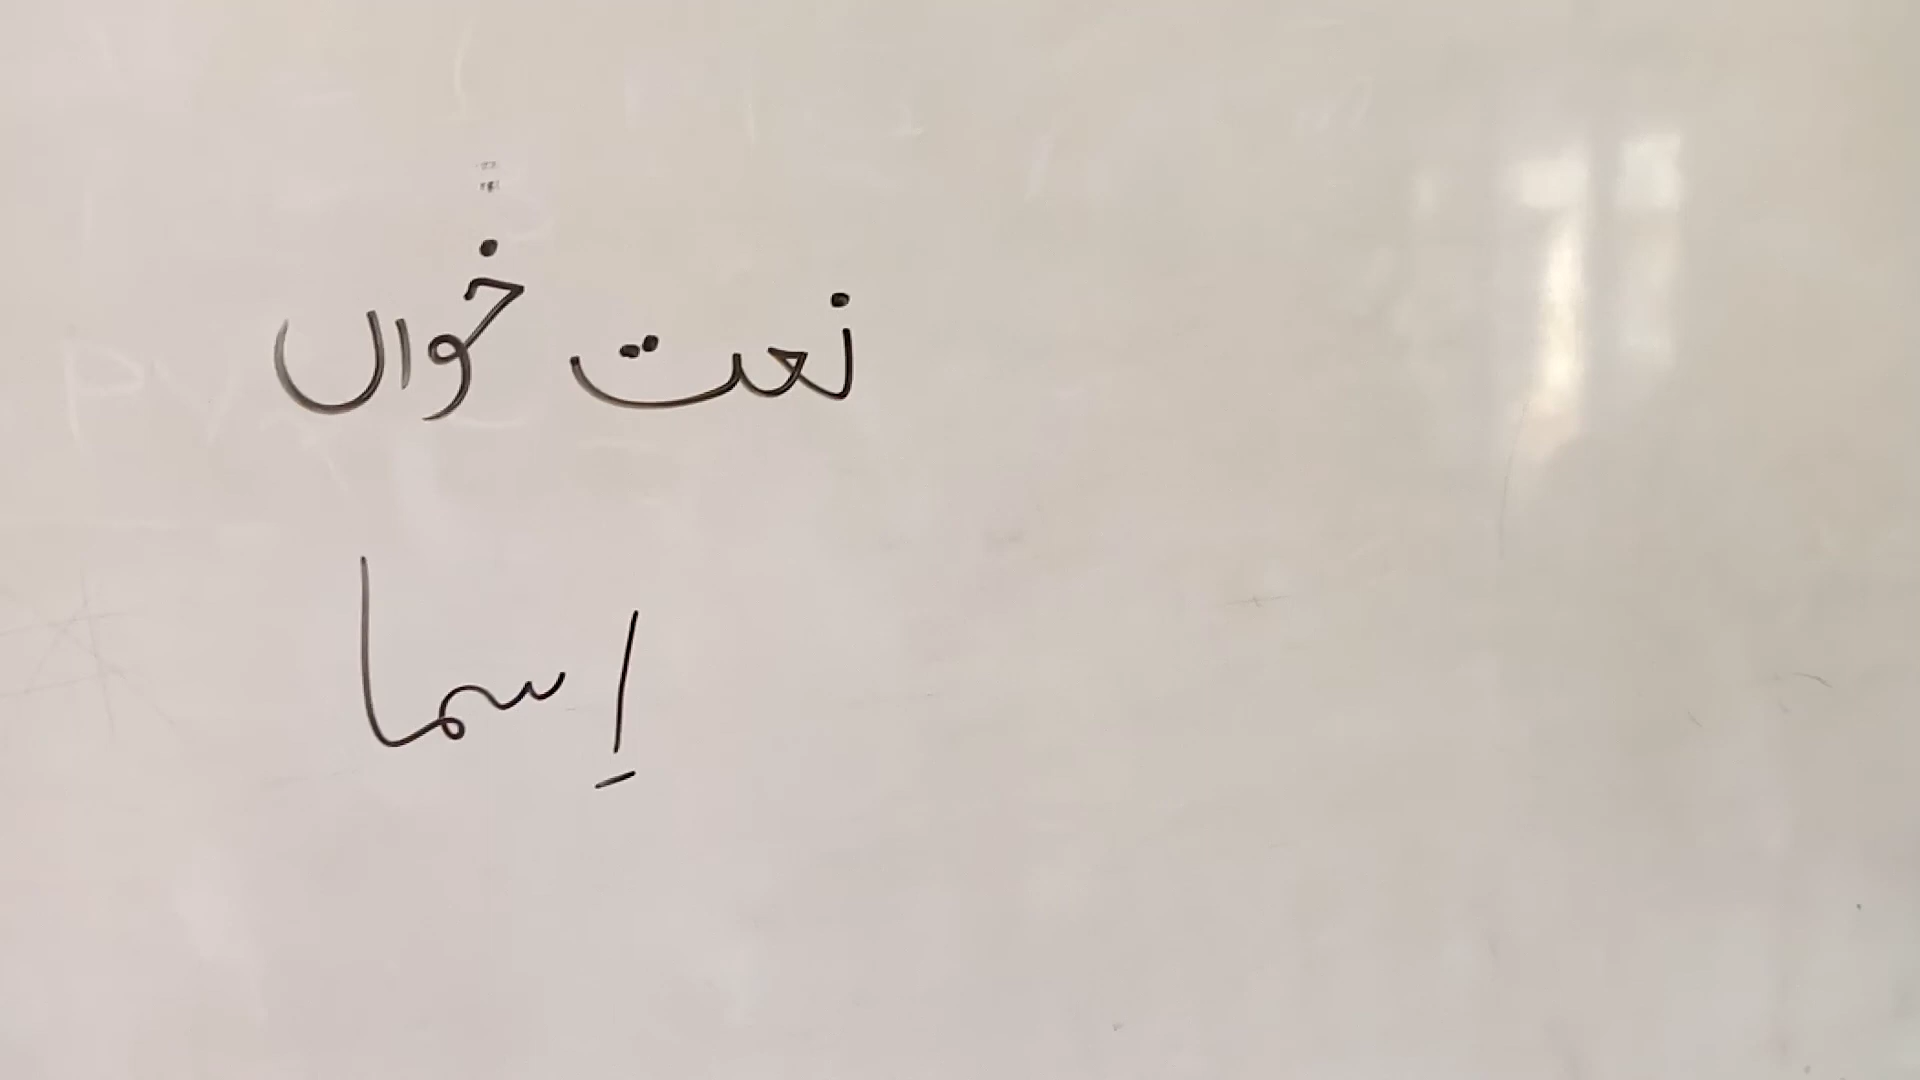 نعت خواں
اِسما